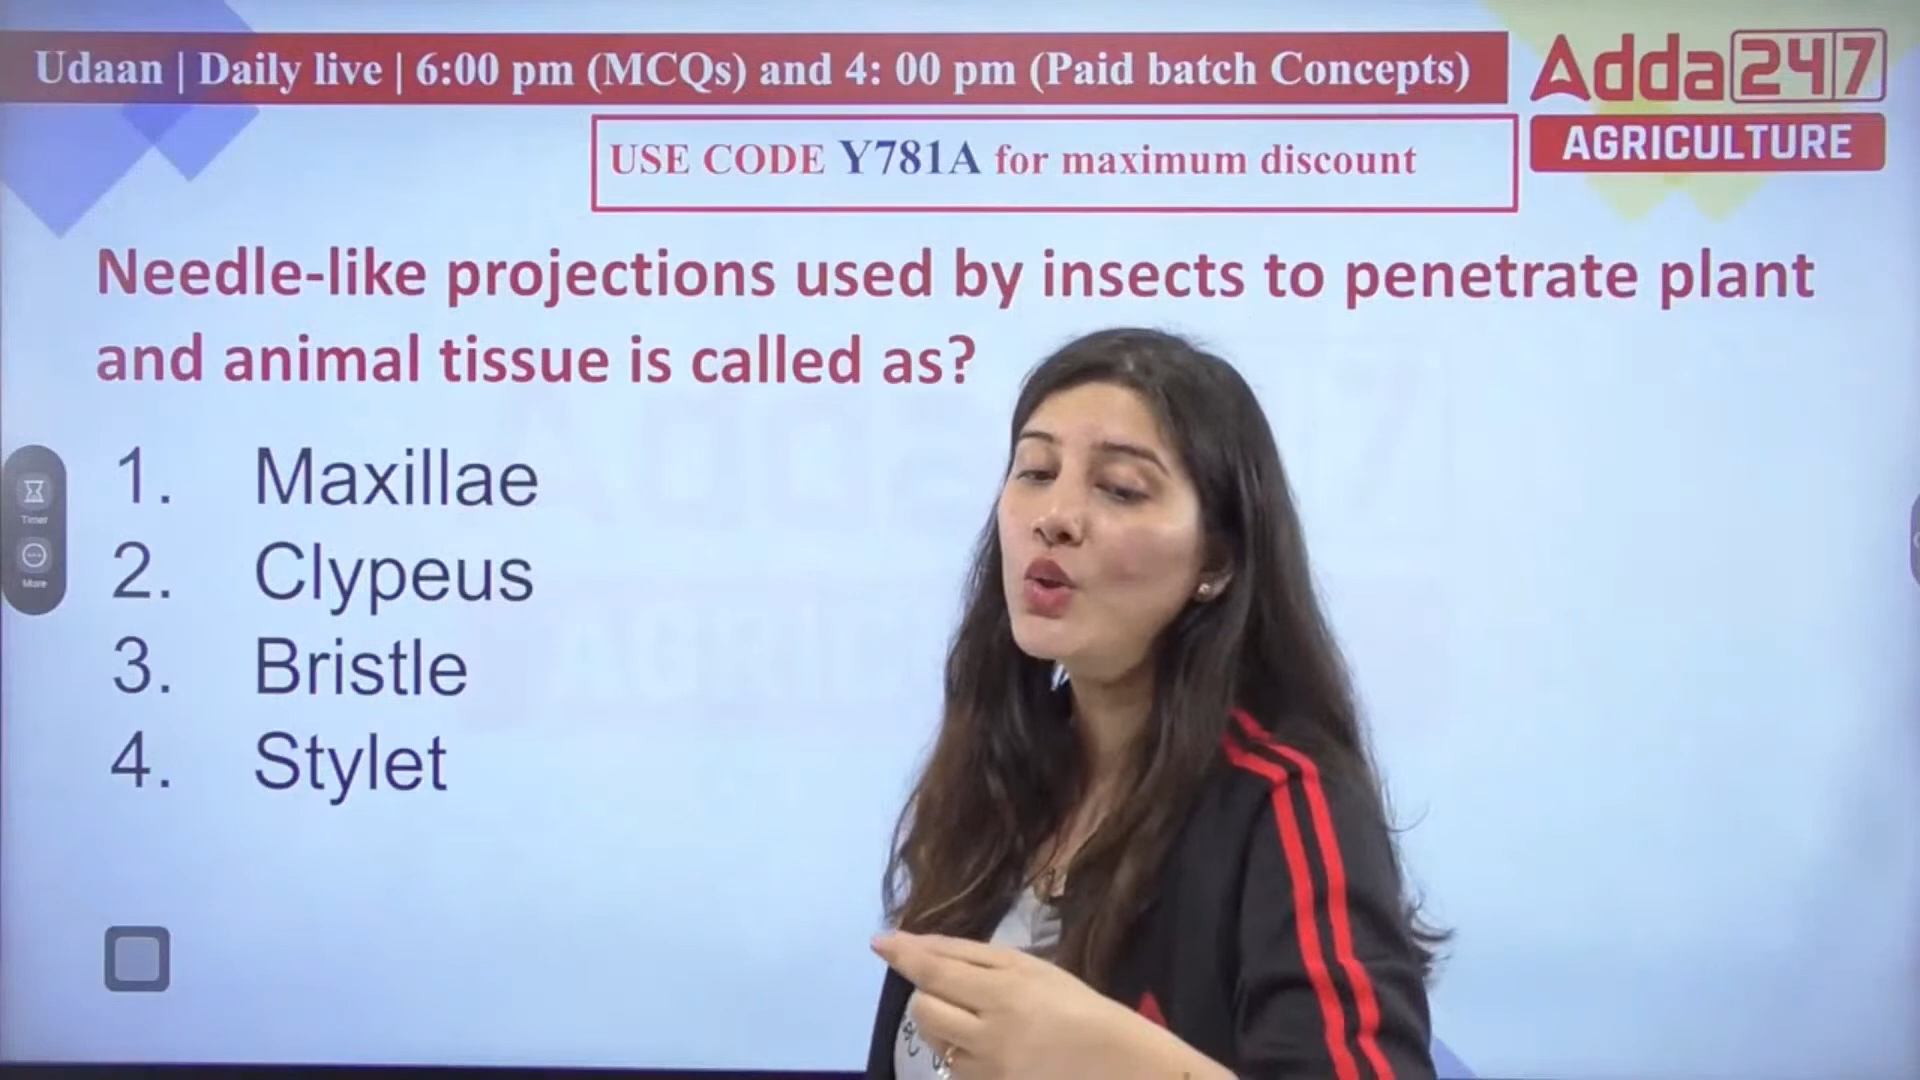 Udaan | Daily live | 6:00 pm (MCQs) and 4: 00 pm (Paid batch Concepts)
Adda247
AGRICULTURE
USE CODE Y781A for maximum discount
Needle-like projections used by insects to penetrate plant
and animal tissue is called as?
1. Maxillae
2. Clypeus
3. Bristle
4. Stylet
Timer
More